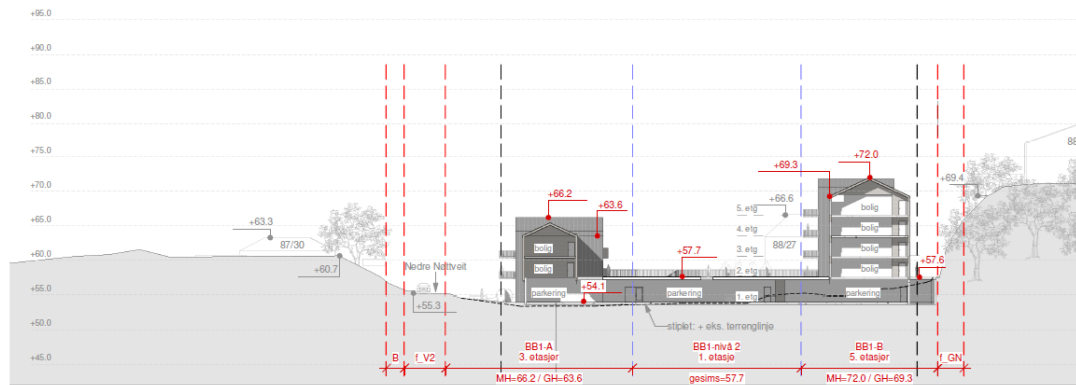 +95.0
+90.0
+85.0
+80.0
+75.0
+70.0
+65.0
+60.0
+55.0
+50.0
+45.0
+63.3
87/30
+60.7
Nedre Nøttveit
+55.3
+66.2
+63.6
bolig
bolig
parkering
+54.1
+57.7
parkering
5. etg
4. etg
3. etg
2. etg
1. etg
+66.6
88/27
+69.3
+72.0
bolig
bolig
bolig
bolig
parkering
+57.6
+69.4
88
stiplet: + eks. terrenglinje
B
f_V2
BB1-A
3. etasjer
BB1-nivå 2
1. etasje
BB1-B
5. etasjer
f_GN
MH=66.2 / GH=63.6
gesims=57.7
MH=72.0 / GH=69.3